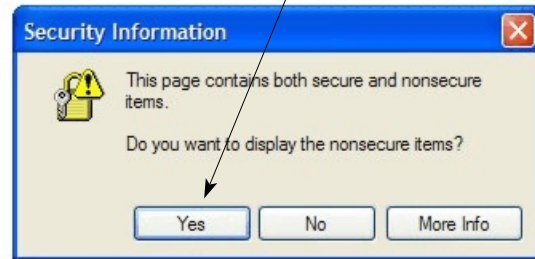 Security Information
This page contains both secure and nonsecure
items.
Do you want to display the nonsecure items?
Yes No More Info